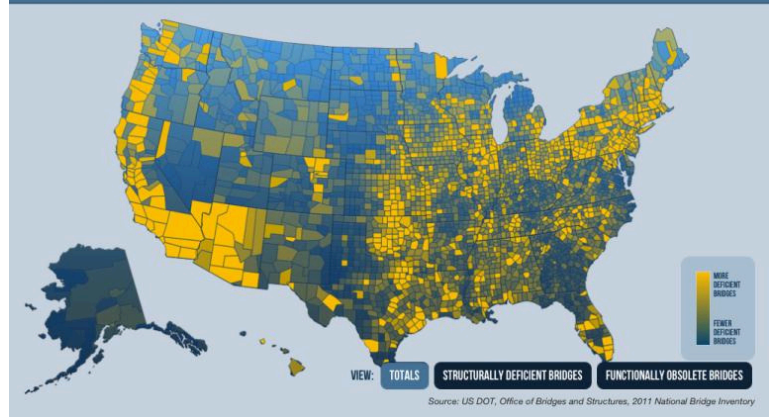 MORE
DEFICIENT
BRIDGES
FEWER
DEFICIENT
BRIDGES
VIEW: TOTALS STRUCTURALLY DEFICIENT BRIDGES FUNCTIONALLY OBSOLETE BRIDGES
Source: US DOT, Office of Bridges and Structures, 2011 National Bridge Inventory